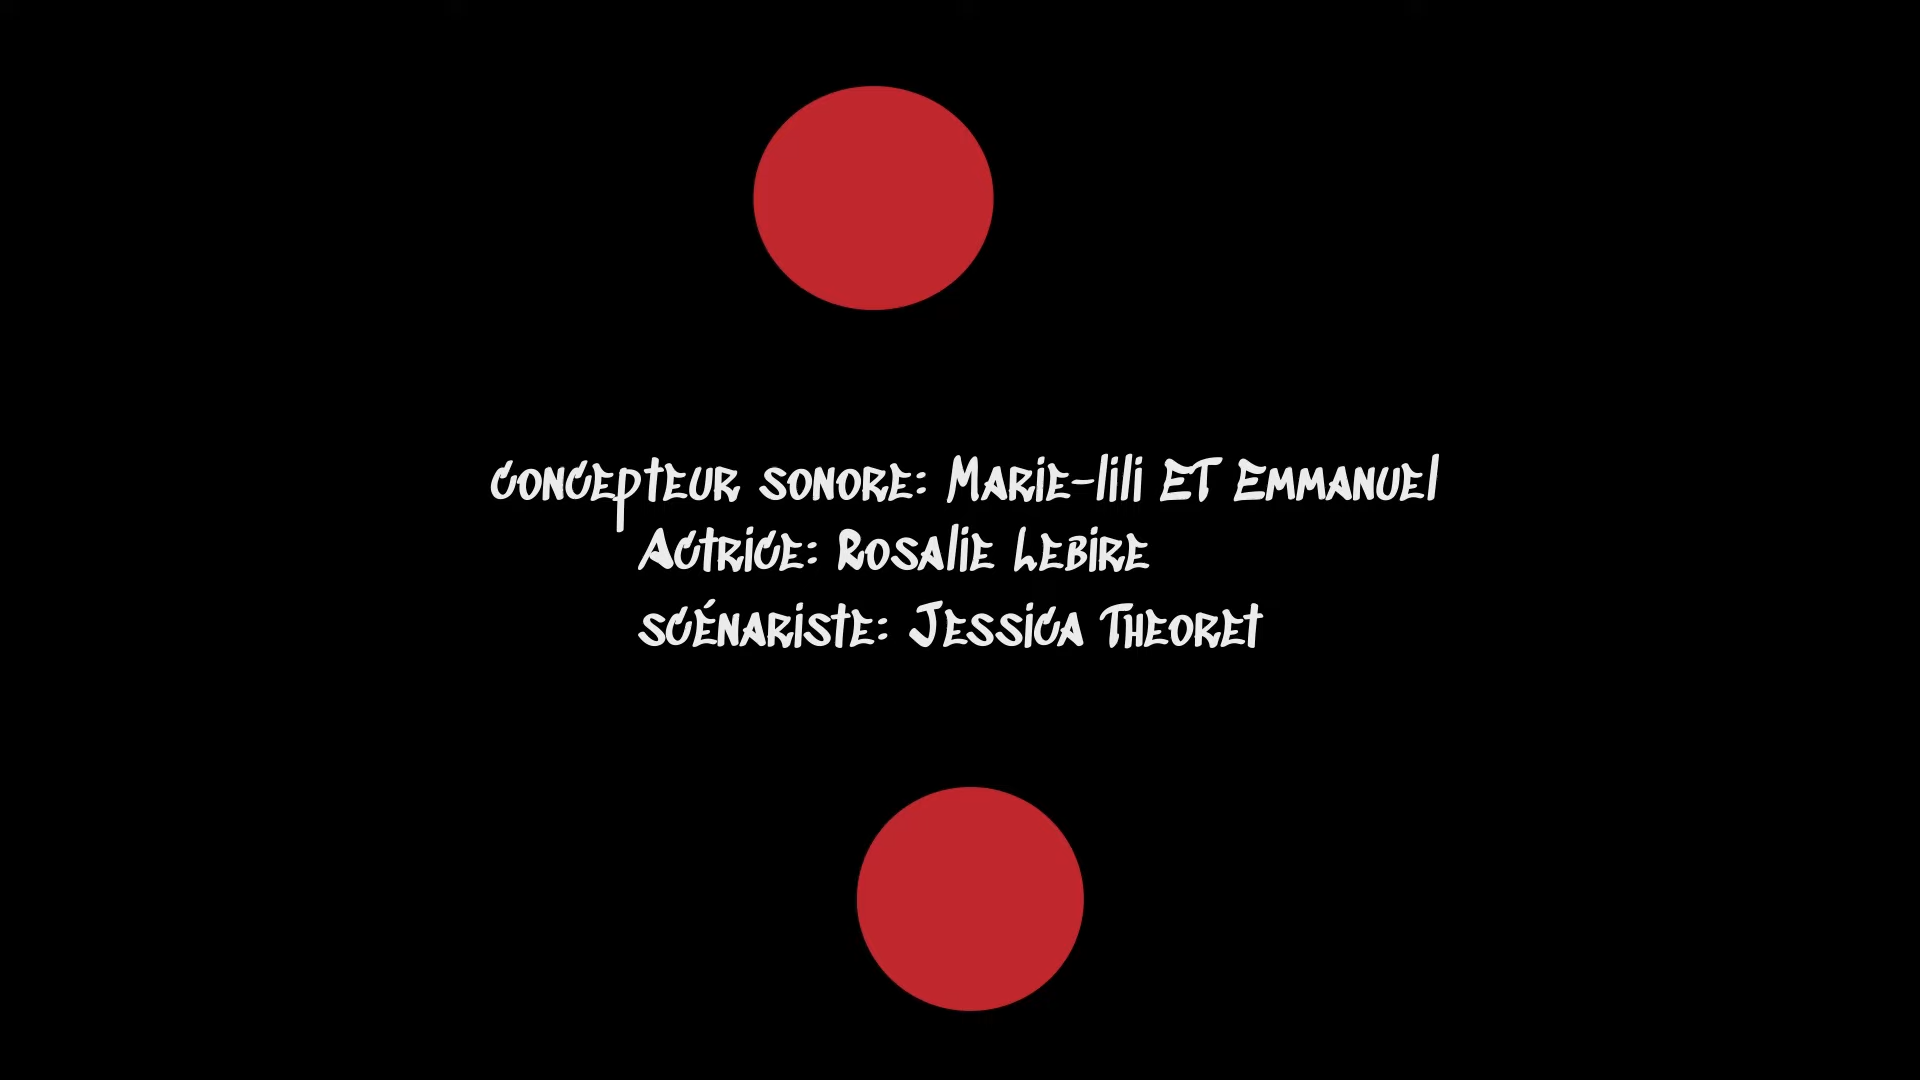 concepteur sonore: Marie-lili ET Emmanuel
Actrice: Rosalie Lebire
scénariste: Jessica Theoret